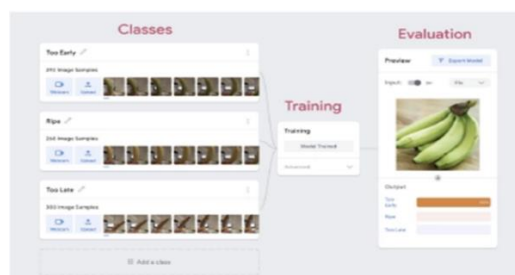 Classes
Evaluation
Training
Too Early
Image Samples
Webcam
Upload
Ripe
Image Samples
Webcam
Upload
Too Late
Image Samples
Webcam
Upload
Add a class
Training
Model Trained
Advanced
Preview
Export Model
Input
ON
File
Output
Too
Early
Ripe
Too Late